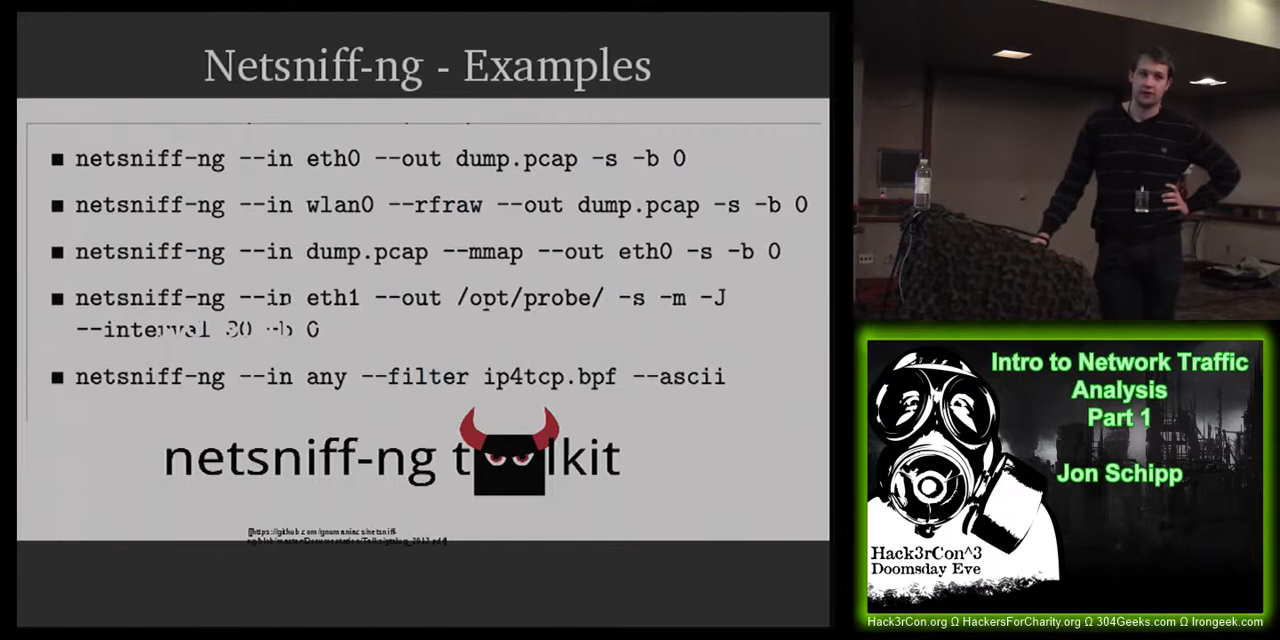 Netsniff-ng - Examples
netsniff-ng --in eth0 --out dump.pcap -s -b 0
netsniff-ng --in wlan0 --rfraw --out dump.pcap -s -b 0
netsniff-ng --in dump.pcap --mmap --out eth0 -s -b 0
netsniff-ng --in eth1 --out /opt/probe/ -s -m -J
--interval 30 -b 0
netsniff-ng --in any --filter ip4tcp.bpf --ascii
netsniff-ng t lkit
Intro to Network Traffic
Analysis
Part 1
Jon Schipp
Hack3rCon^3
Doomsday Eve
Hack3rCon.org Ω HackersForCharity.org Ω 304Geeks.com Ω Irongeek.com